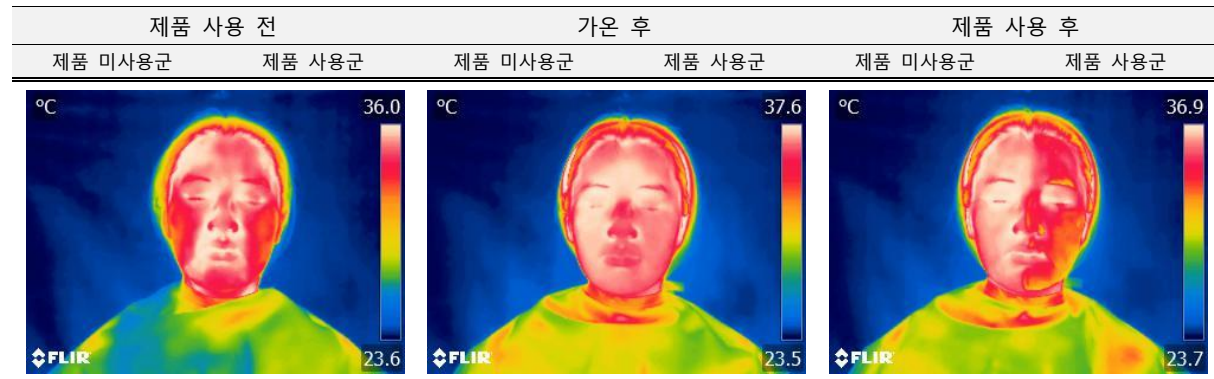 제품 사용 전 가온 후 제품 사용 후
제품 미사용군 제품 사용군 제품 미사용군 제품 사용군 제품 미사용군 제품 사용군
°C 36.0 °C 37.6 °C 36.9
FLIR 23.6 FLIR 23.5 FLIR 23.7